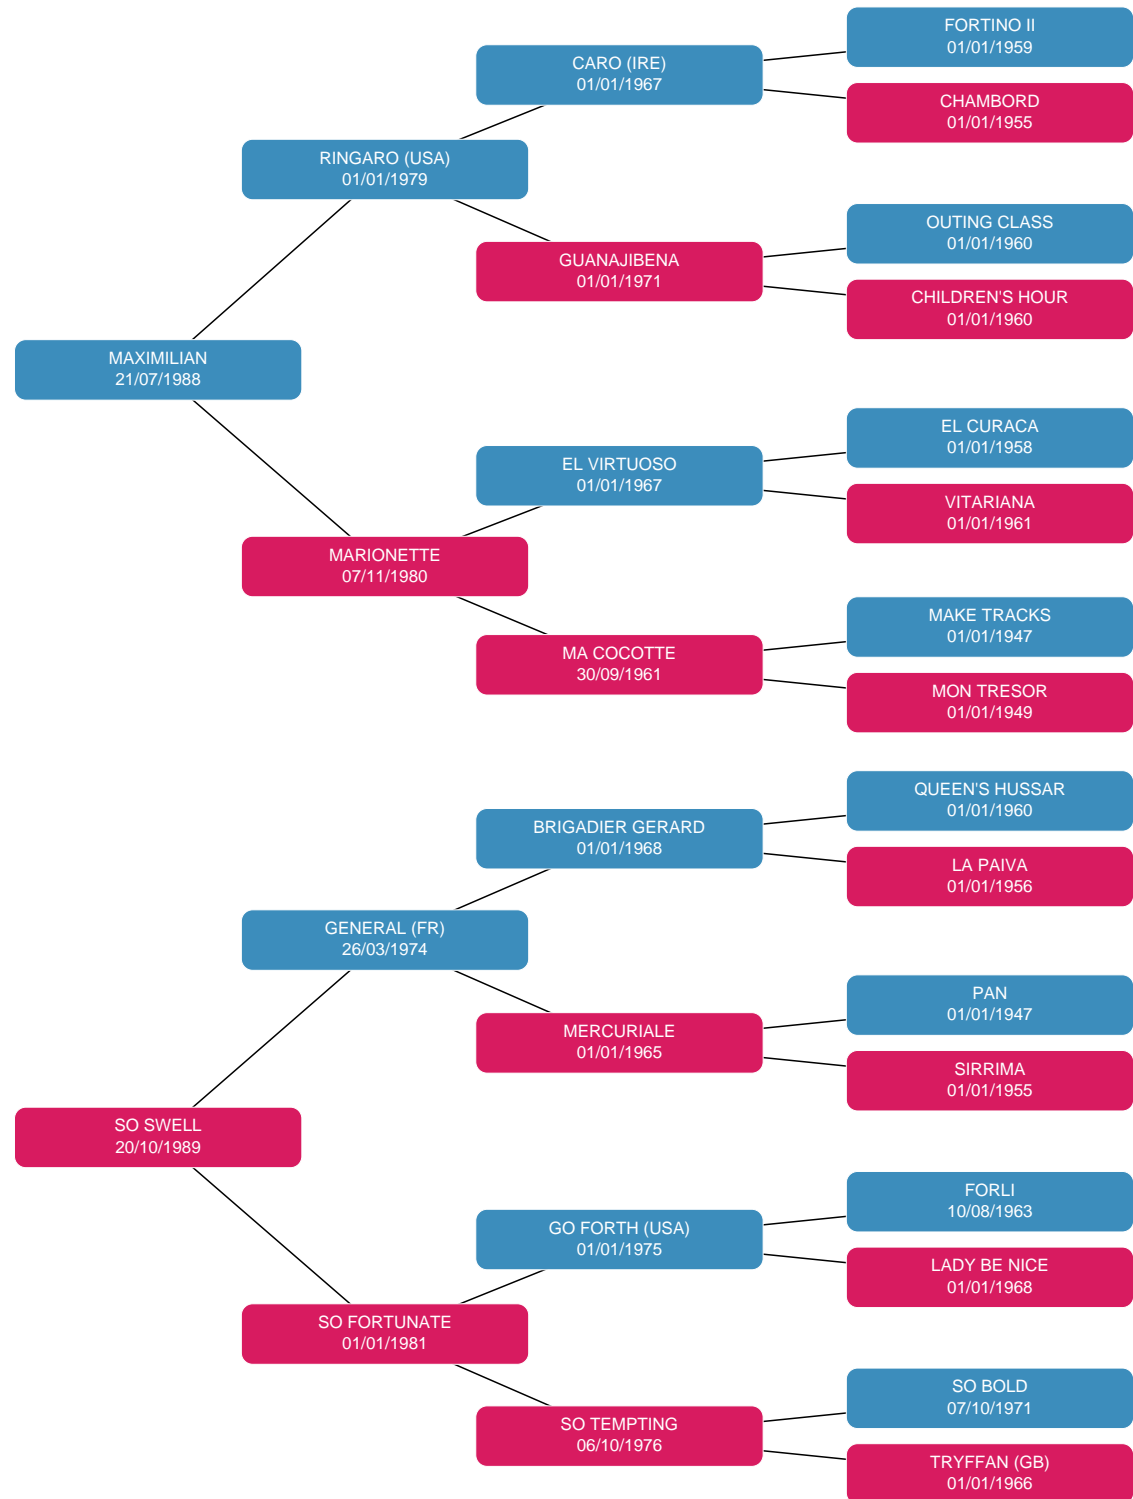 FORTINO II
01/01/1959
CARO (IRE)
01/01/1967
CHAMBORD
01/01/1955
RINGARO (USA)
01/01/1979
OUTING CLASS
01/01/1960
GUANAJIBENA
01/01/1971
CHILDREN'S HOUR
01/01/1960
MAXIMILIAN
21/07/1988
EL CURACA
01/01/1958
EL VIRTUOSO
01/01/1967
VITARIANA
01/01/1961
MARIONETTE
07/11/1980
MAKE TRACKS
01/01/1947
MA COCOTTE
30/09/1961
MON TRESOR
01/01/1949
QUEEN'S HUSSAR
01/01/1960
BRIGADIER GERARD
01/01/1968
LA PAIVA
01/01/1956
GENERAL (FR)
26/03/1974
PAN
01/01/1947
MERCURIALE
01/01/1965
SIRRIMA
01/01/1955
SO SWELL
20/10/1989
FORLI
10/08/1963
GO FORTH (USA)
01/01/1975
LADY BE NICE
01/01/1968
SO FORTUNATE
01/01/1981
SO BOLD
07/10/1971
SO TEMPTING
06/10/1976
TRYFFAN (GB)
01/01/1966